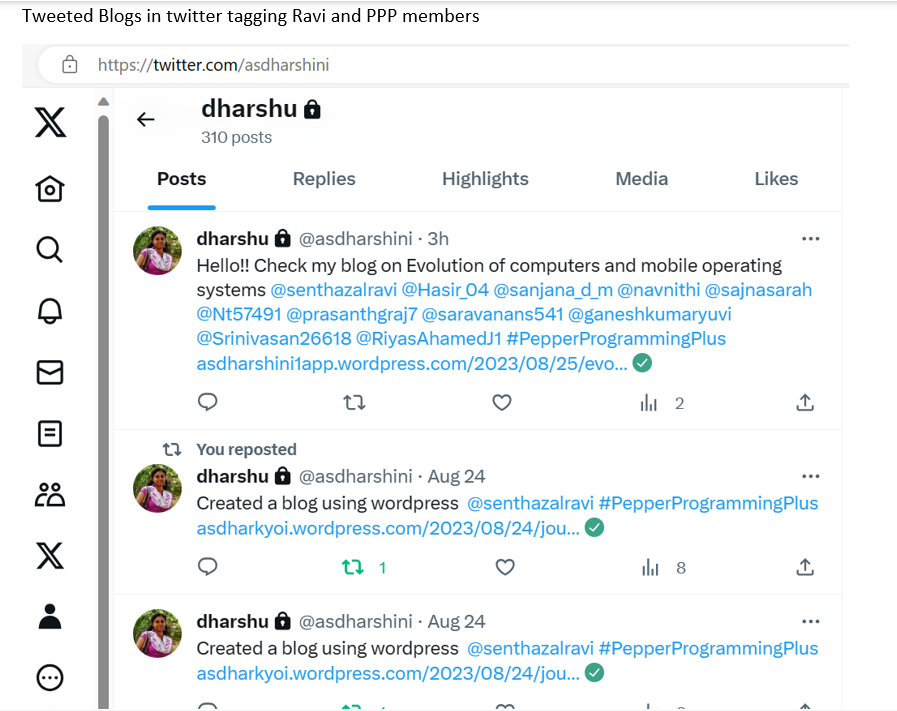 Tweeted Blogs in twitter tagging Ravi and PPP members
https://twitter.com/asdharshini
dharshu
310 posts
Posts Replies Highlights Media Likes
dharshu @asdharshini · 3h
Hello!! Check my blog on Evolution of computers and mobile operating
systems @senthazalravi @Hasir_04 @sanjana_d_m @navnithi @sajnasarah
@Nt57491 @prasanthgraj7 @saravanans541 @ganeshkumaryuvi
@Srinivasan26618 @RiyasAhamedJ1 #PepperProgrammingPlus
asdharshini1app.wordpress.com/2023/08/25/evo...
2
You reposted
dharshu @asdharshini · Aug 24
Created a blog using wordpress @senthazalravi #PepperProgrammingPlus
asdharkyoi.wordpress.com/2023/08/24/jou...
1 8
dharshu @asdharshini · Aug 24
Created a blog using wordpress @senthazalravi #PepperProgrammingPlus
asdharkyoi.wordpress.com/2023/08/24/jou...